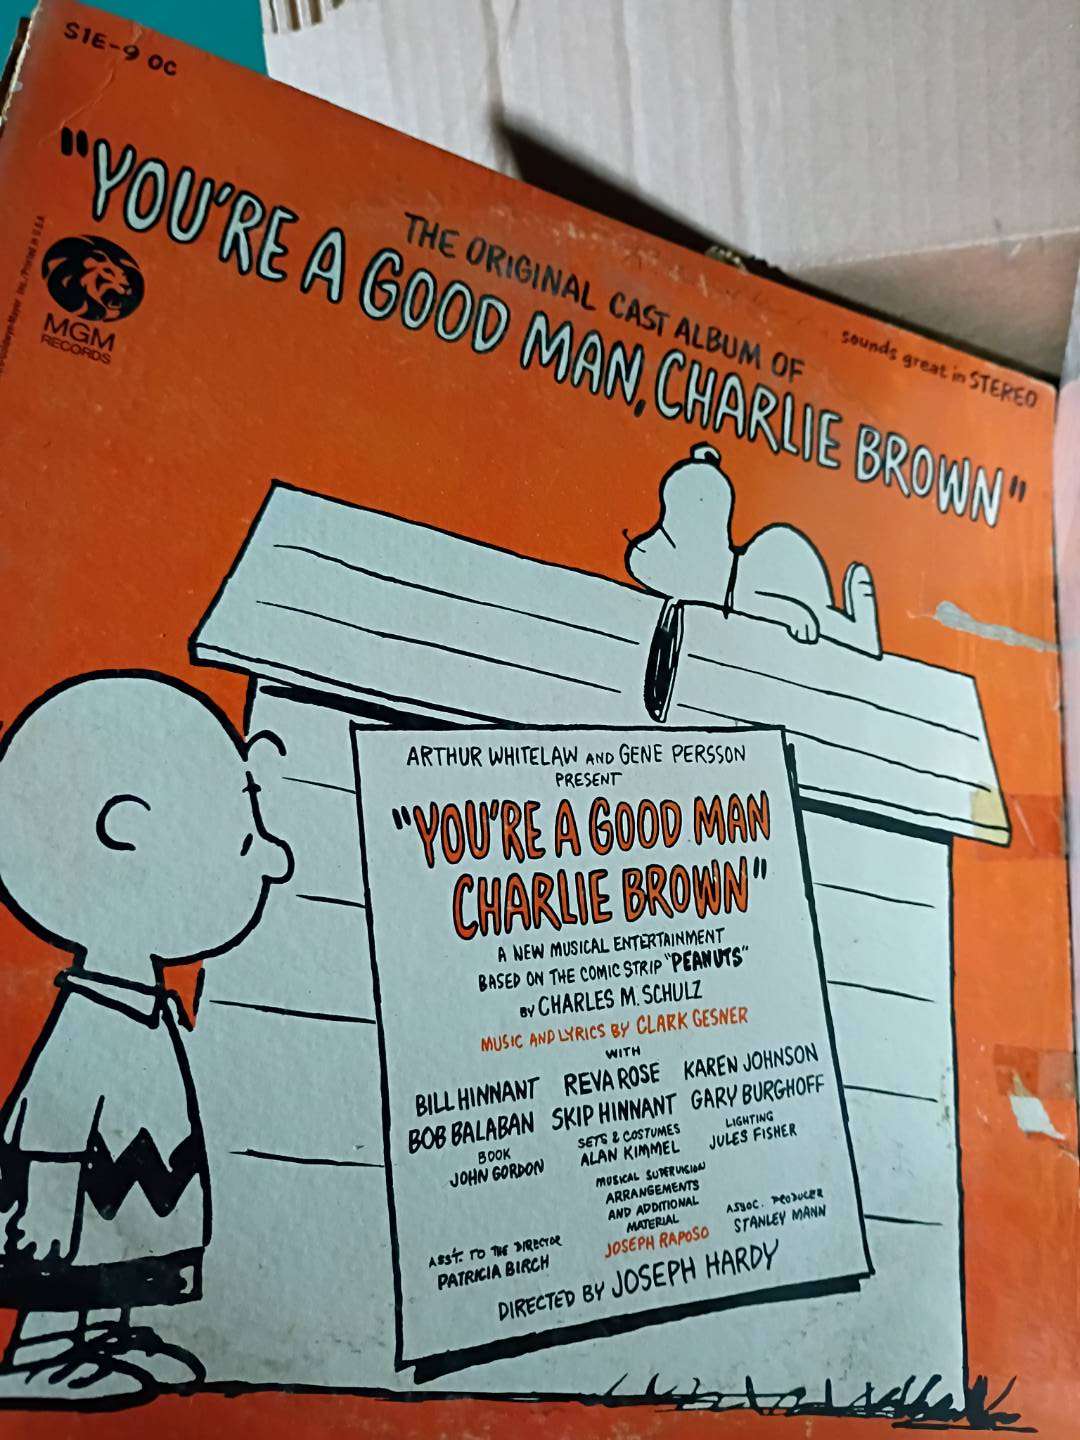 S1E-9 OC
THE ORIGINAL CAST ALBUM OF
"YOU'RE A GOOD MAN, CHARLIE BROWN"
sounds great in STEREO
MGM
RECORDS
Inc./Printed in U.S.A.
ARTHUR WHITELAW AND GENE PERSSON
PRESENT
"YOU'RE A GOOD MAN
CHARLIE BROWN"
A NEW MUSICAL ENTERTAINMENT
BASED ON THE COMIC STRIP "PEANUTS"
BY CHARLES M. SCHULZ
MUSIC AND LYRICS BY CLARK GESNER
WITH
BILL HINNANT REVA ROSE KAREN JOHNSON
BOB BALABAN SKIP HINNANT GARY BURGHOFF
BOOK
JOHN GORDON
SETS & COSTUMES
ALAN KIMMEL
LIGHTING
JULES FISHER
MUSICAL SUPERVISION
ARRANGEMENTS
AND ADDITIONAL
MATERIAL
JOSEPH RAPOSO
ASSOC. PRODUCER
STANLEY MANN
ASS'T. TO THE DIRECTOR
PATRICIA BIRCH
DIRECTED BY JOSEPH HARDY